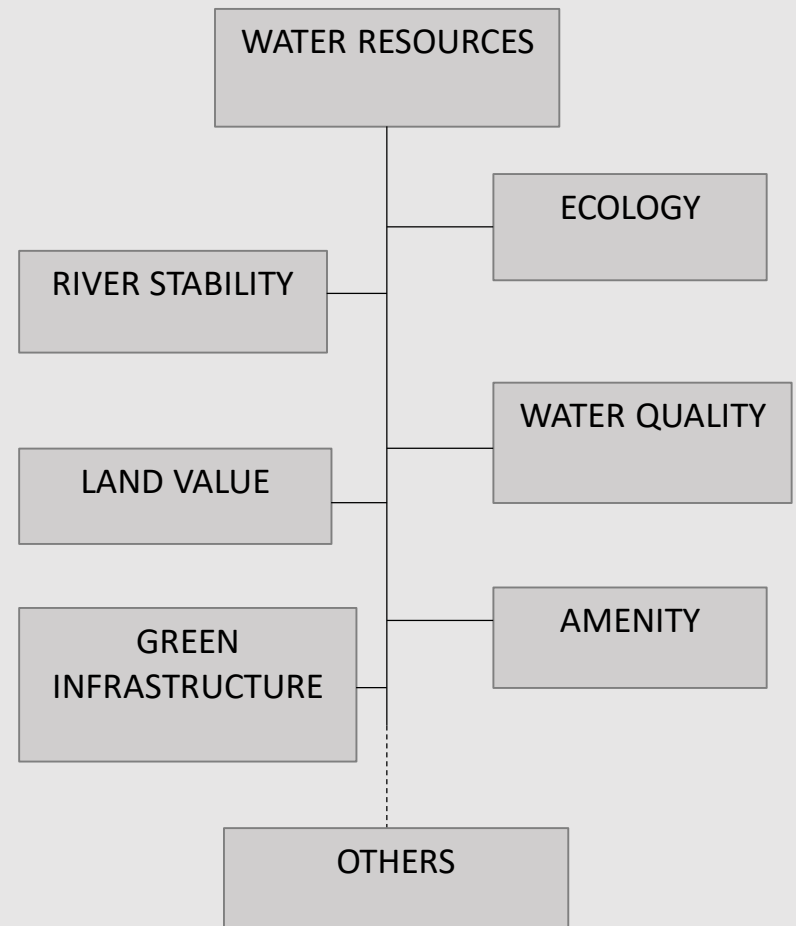 WATER RESOURCES
ECOLOGY
RIVER STABILITY
WATER QUALITY
LAND VALUE
AMENITY
GREEN
INFRASTRUCTURE
OTHERS